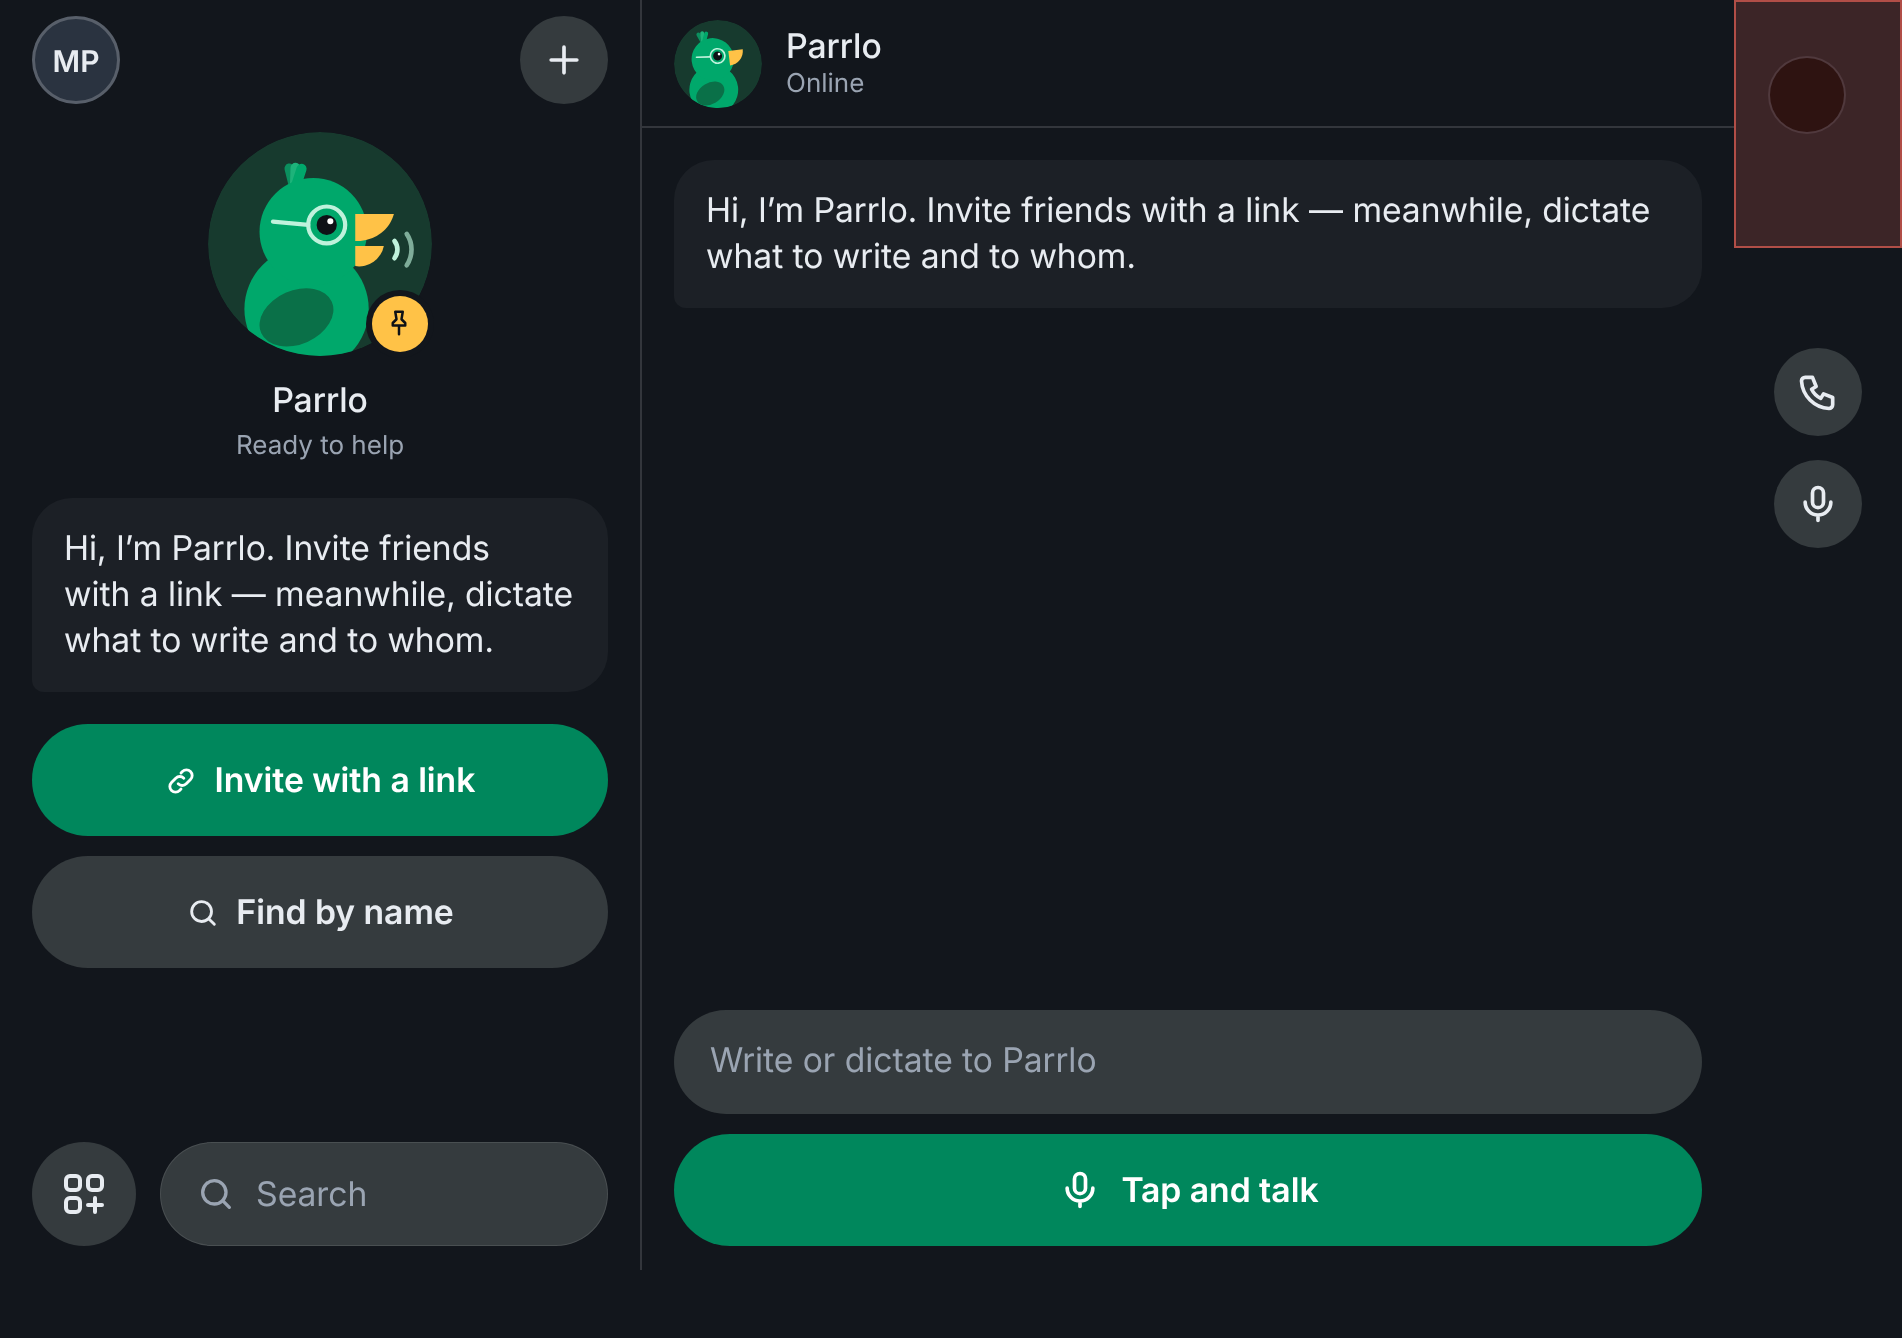 MP
Parrlo
Ready to help
Hi, I’m Parrlo. Invite friends
with a link — meanwhile, dictate
what to write and to whom.
Invite with a link
Find by name
Search
Parrlo
Online
Hi, I’m Parrlo. Invite friends with a link — meanwhile, dictate
what to write and to whom.
Write or dictate to Parrlo
Tap and talk